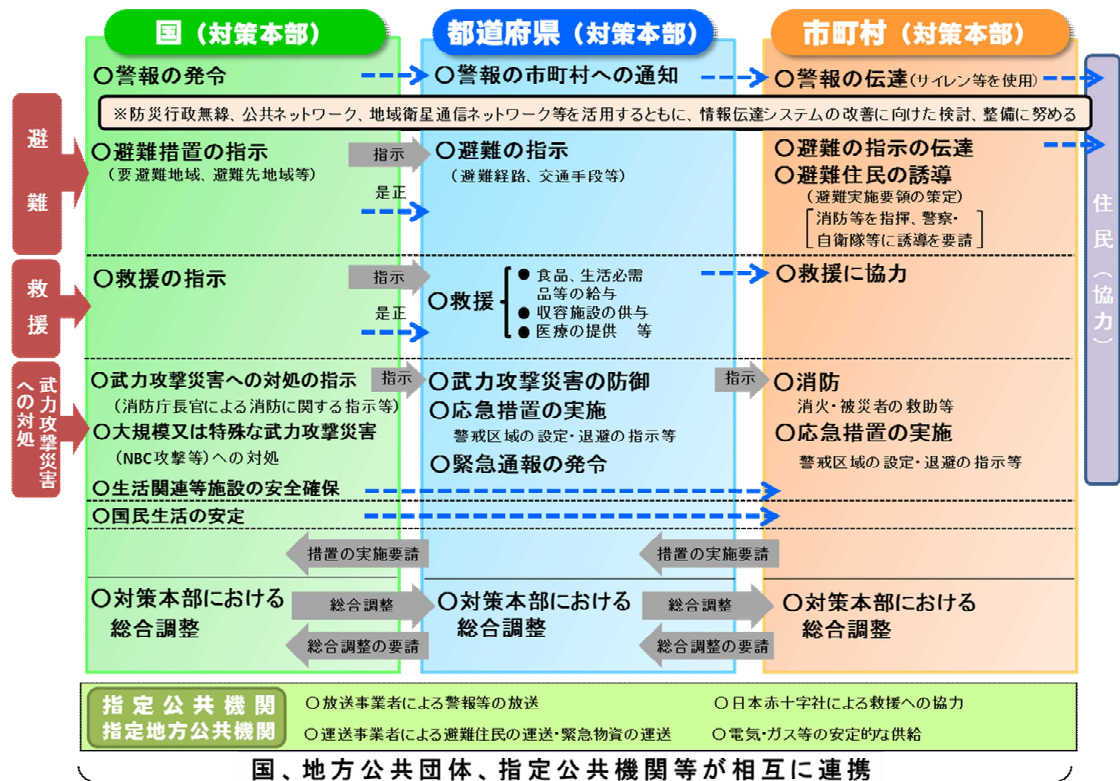 国（対策本部）
都道府県（対策本部）
市町村（対策本部）
○警報の発令
○警報の市町村への通知
○警報の伝達（サイレン等を使用）
※防災行政無線、公共ネットワーク、地域衛星通信ネットワーク等を活用するともに、情報伝達システムの改善に向けた検討、整備に努める
避難
○避難措置の指示
（要避難地域、避難先地域等）
指示
是正
○避難の指示
（避難経路、交通手段等）
○避難の指示の伝達
○避難住民の誘導
（避難実施要領の策定）
消防等を指揮、警察・
自衛隊等に誘導を要請
住民（協力）
救援
○救援の指示
指示
是正
○救援
● 食品、生活必需
品等の給与
● 収容施設の供与
● 医療の提供　等
○救援に協力
武力攻撃災害
への対処
○武力攻撃災害への対処の指示
（消防庁長官による消防に関する指示等）
○大規模又は特殊な武力攻撃災害
（NBC攻撃等）への対処
指示
○武力攻撃災害の防御
○応急措置の実施
警戒区域の設定・退避の指示等
○緊急通報の発令
指示
○消防
消火・被災者の救助等
○応急措置の実施
警戒区域の設定・退避の指示等
○生活関連等施設の安全確保
○国民生活の安定
措置の実施要請
措置の実施要請
○対策本部における
総合調整
総合調整
総合調整の要請
○対策本部における
総合調整
総合調整
総合調整の要請
○対策本部における
総合調整
指定公共機関
指定地方公共機関
○放送事業者による警報等の放送
○日本赤十字社による救援への協力
○運送事業者による避難住民の運送・緊急物資の運送
○電気・ガス等の安定的な供給
国、地方公共団体、指定公共機関等が相互に連携